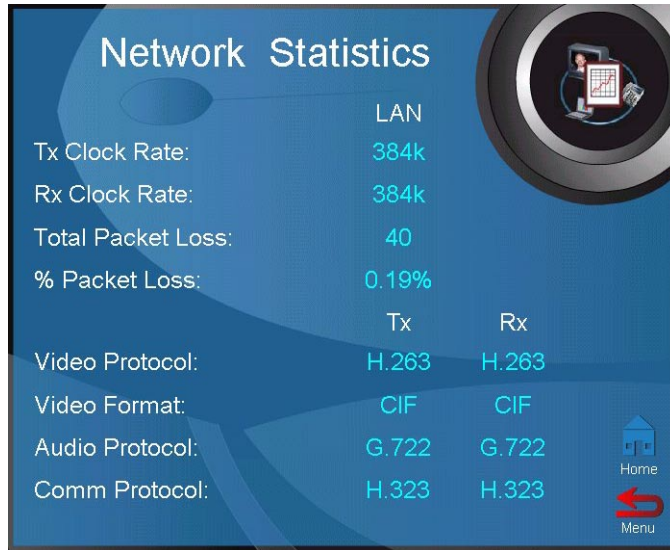 Network Statistics
LAN
Tx Clock Rate: 384k
Rx Clock Rate: 384k
Total Packet Loss: 40
% Packet Loss: 0.19%
Tx Rx
Video Protocol: H.263 H.263
Video Format: CIF CIF
Audio Protocol: G.722 G.722
Comm Protocol: H.323 H.323
Home
Menu